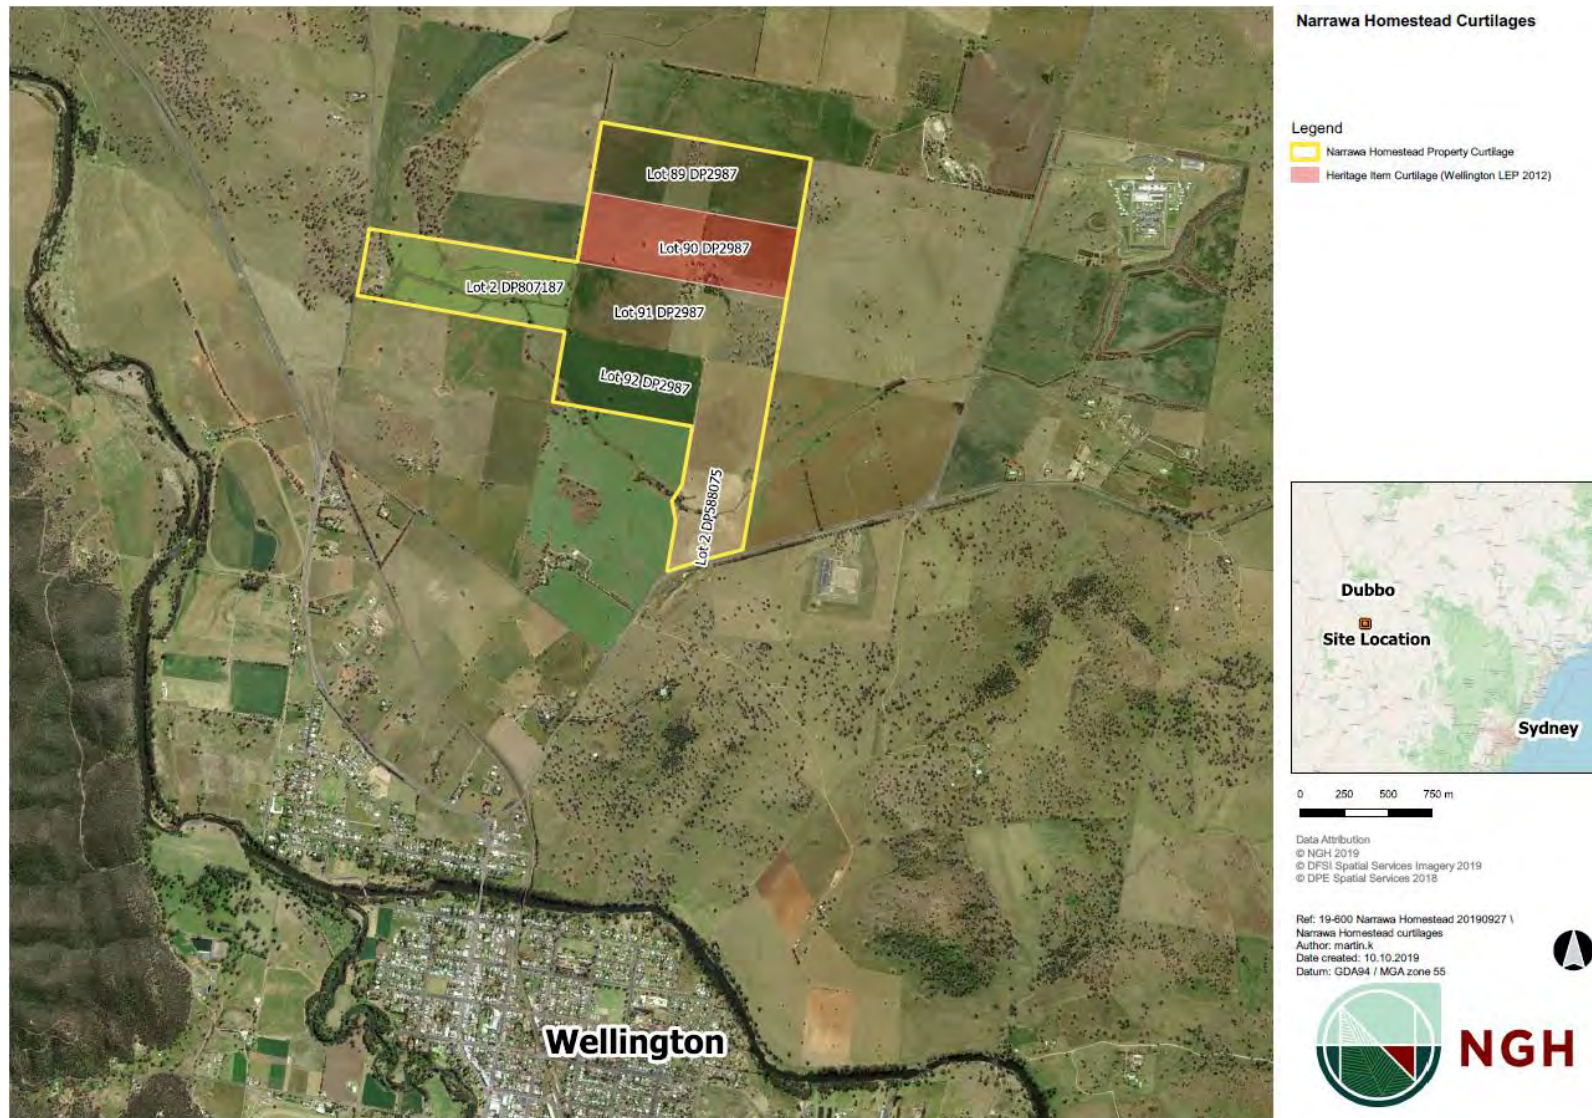 Narrawa Homestead Curtilages
Legend
Narrawa Homestead Property Curtilage
Heritage Item Curtilage (Wellington LEP 2012)
Lot 89 DP2987
Lot 90 DP2987
Lot 2 DP807187
Lot 91 DP2987
Lot 92 DP2987
Lot 2 DP588075
Wellington
Dubbo
Site Location
Sydney
0 250 500 750 m
Data Attribution
© NGH 2019
© DFSI Spatial Services Imagery 2019
© DPE Spatial Services 2018
Ref: 19-600 Narrawa Homestead 20190927 \
Narrawa Homestead curtilages
Author: martin.k
Date created: 10.10.2019
Datum: GDA94 / MGA zone 55
NGH